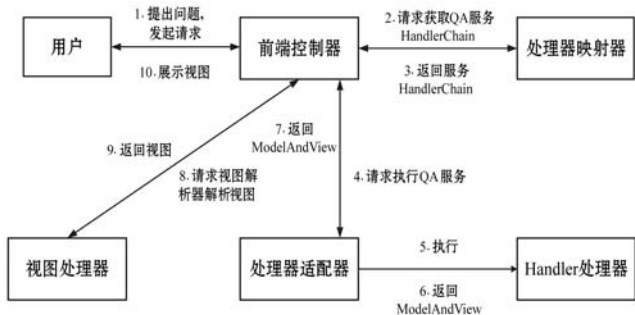 1.提出问题,
发起请求
2.请求获取QA服务
HandlerChain
用户
前端控制器
处理器映射器
10.展示视图
3.返回服务
HandlerChain
7.返回
ModelAndView
9.返回视图
8.请求视图解
析器解析视图
4.请求执行QA服务
视图处理器
处理器适配器
5.执行
Handler处理器
6.返回
ModelAndView